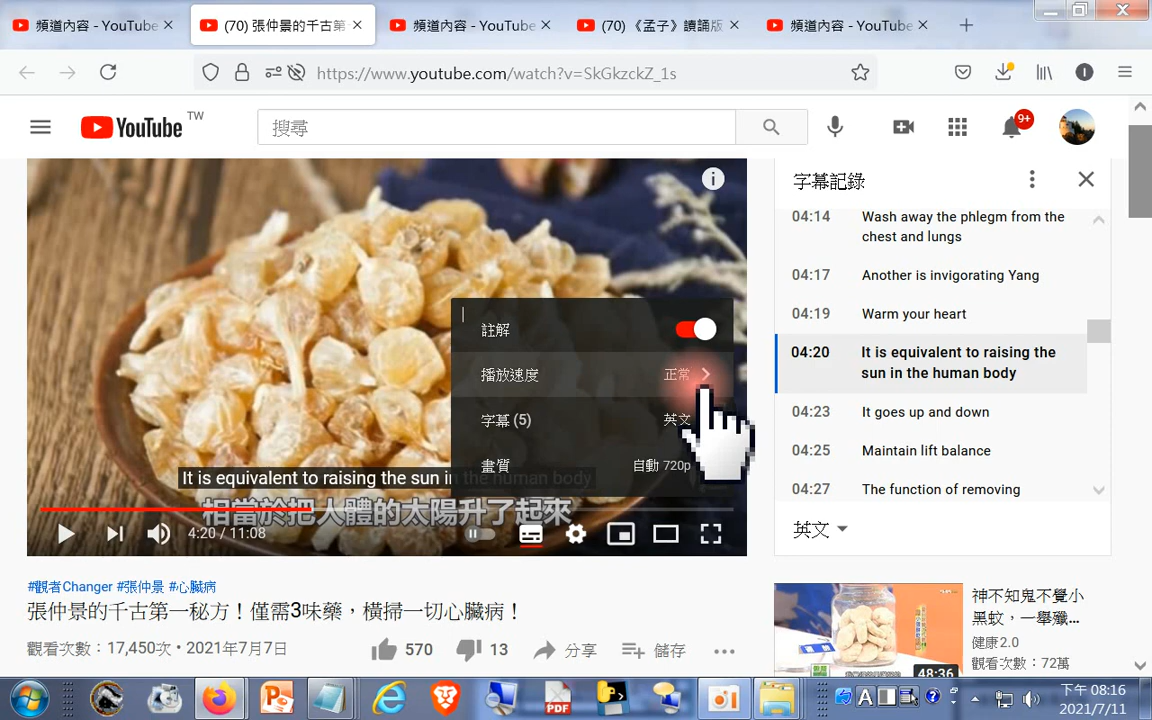 頻道內容 - YouTube
(70) 張仲景的千古第一
頻道內容 - YouTube
(70) 《孟子》讀誦版
頻道內容 - YouTube
https://www.youtube.com/watch?v=SkGkzckZ_1s
YouTube TW
搜尋
9+
字幕記錄
04:14 Wash away the phlegm from the
chest and lungs
04:17 Another is invigorating Yang
04:19 Warm your heart
04:20 It is equivalent to raising the
sun in the human body
04:23 It goes up and down
04:25 Maintain lift balance
04:27 The function of removing
英文
註解
播放速度 正常
字幕 (5) 英文
畫質 自動 720p
It is equivalent to raising the sun in the human body
相當於把人體的太陽升了起來
4:20 / 11:08
#觀者Changer #張仲景 #心臟病
張仲景的千古第一秘方！僅需3味藥，橫掃一切心臟病！
觀看次數：17,450次 • 2021年7月7日
570
13
分享
儲存
神不知鬼不覺小
黑蚊，一舉殲...
健康2.0
觀看次數：72萬
48:36
PDF
下午 08:16
2021/7/11